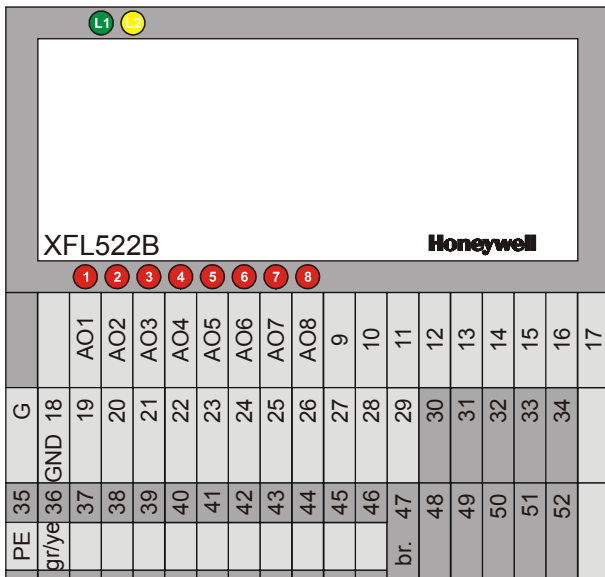 L1 L2
XFL522B Honeywell
1 2 3 4 5 6 7 8
AO1 AO2 AO3 AO4 AO5 AO6 AO7 AO8 9 10 11 12 13 14 15 16 17
G 18 19 20 21 22 23 24 25 26 27 28 29 30 31 32 33 34
GND
35 36 37 38 39 40 41 42 43 44 45 46 47 48 49 50 51 52
PE gr/ye br.